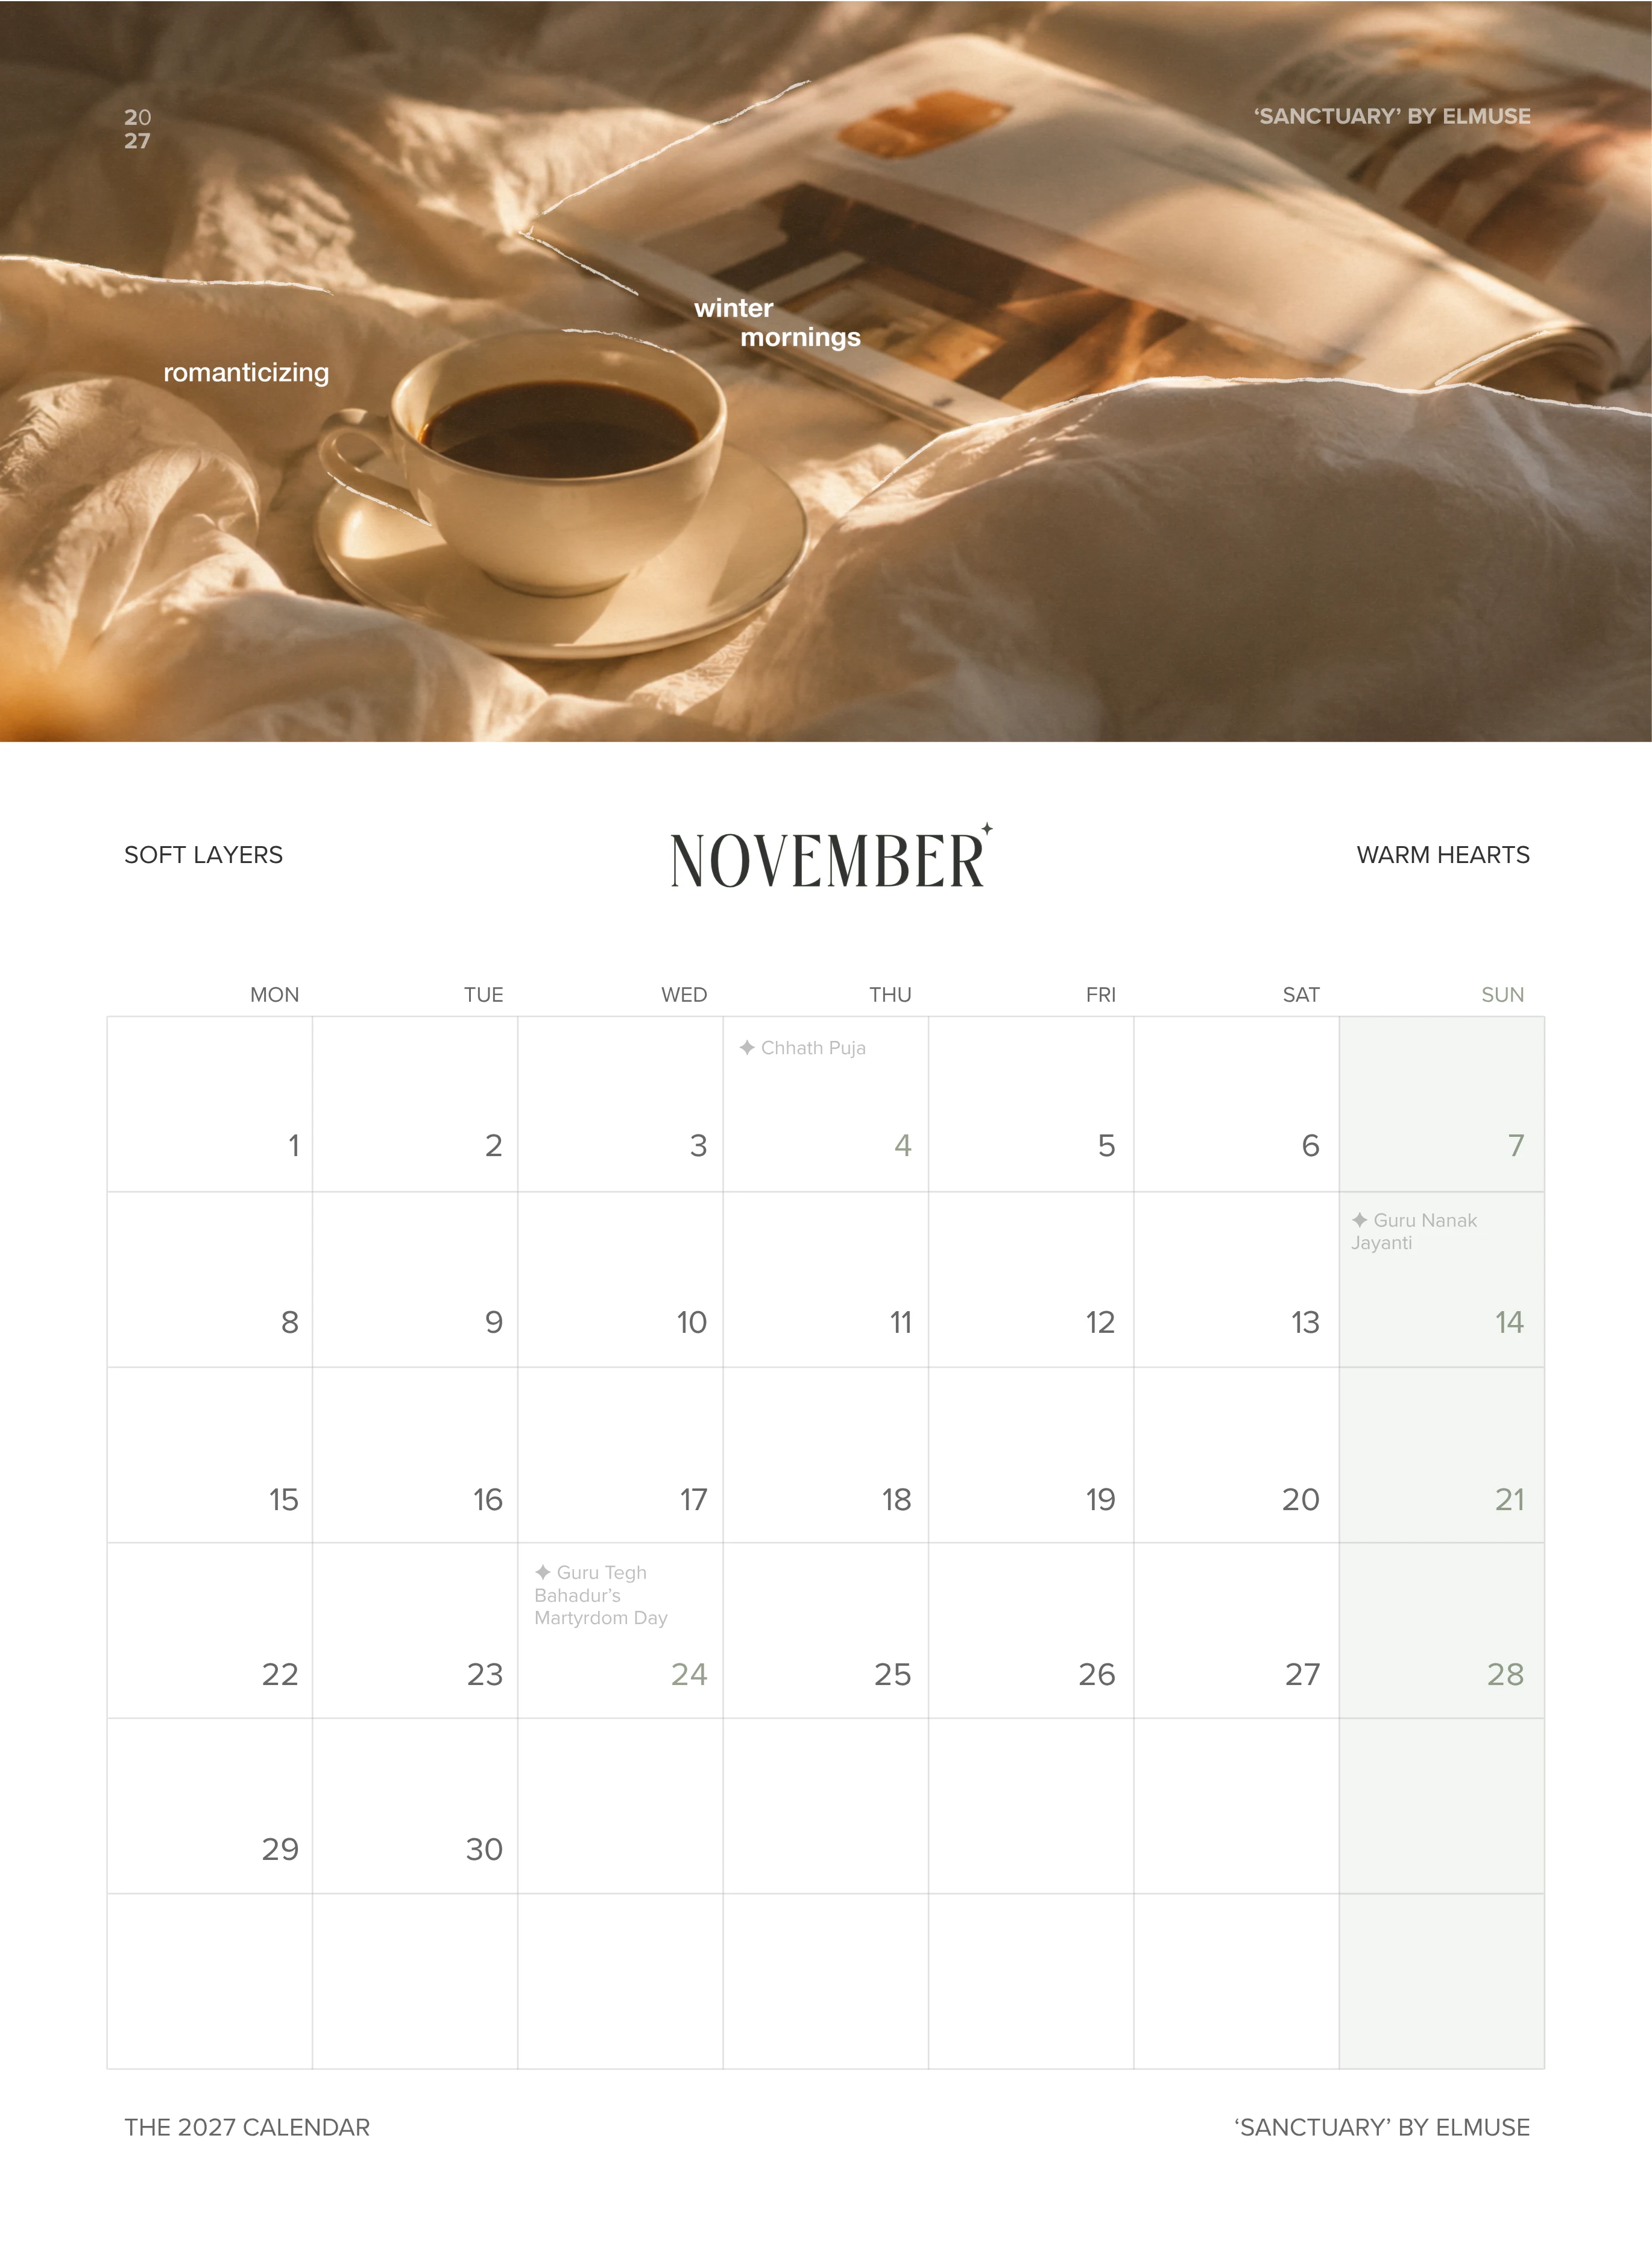 20
27
‘SANCTUARY’ BY ELMUSE
winter
mornings
romanticizing
SOFT LAYERS
NOVEMBER
WARM HEARTS
MON TUE WED THU FRI SAT SUN
Chhath Puja
1 2 3 4 5 6 7
Guru Nanak
Jayanti
8 9 10 11 12 13 14
15 16 17 18 19 20 21
Guru Tegh
Bahadur’s
Martyrdom Day
22 23 24 25 26 27 28
29 30
THE 2027 CALENDAR
‘SANCTUARY’ BY ELMUSE